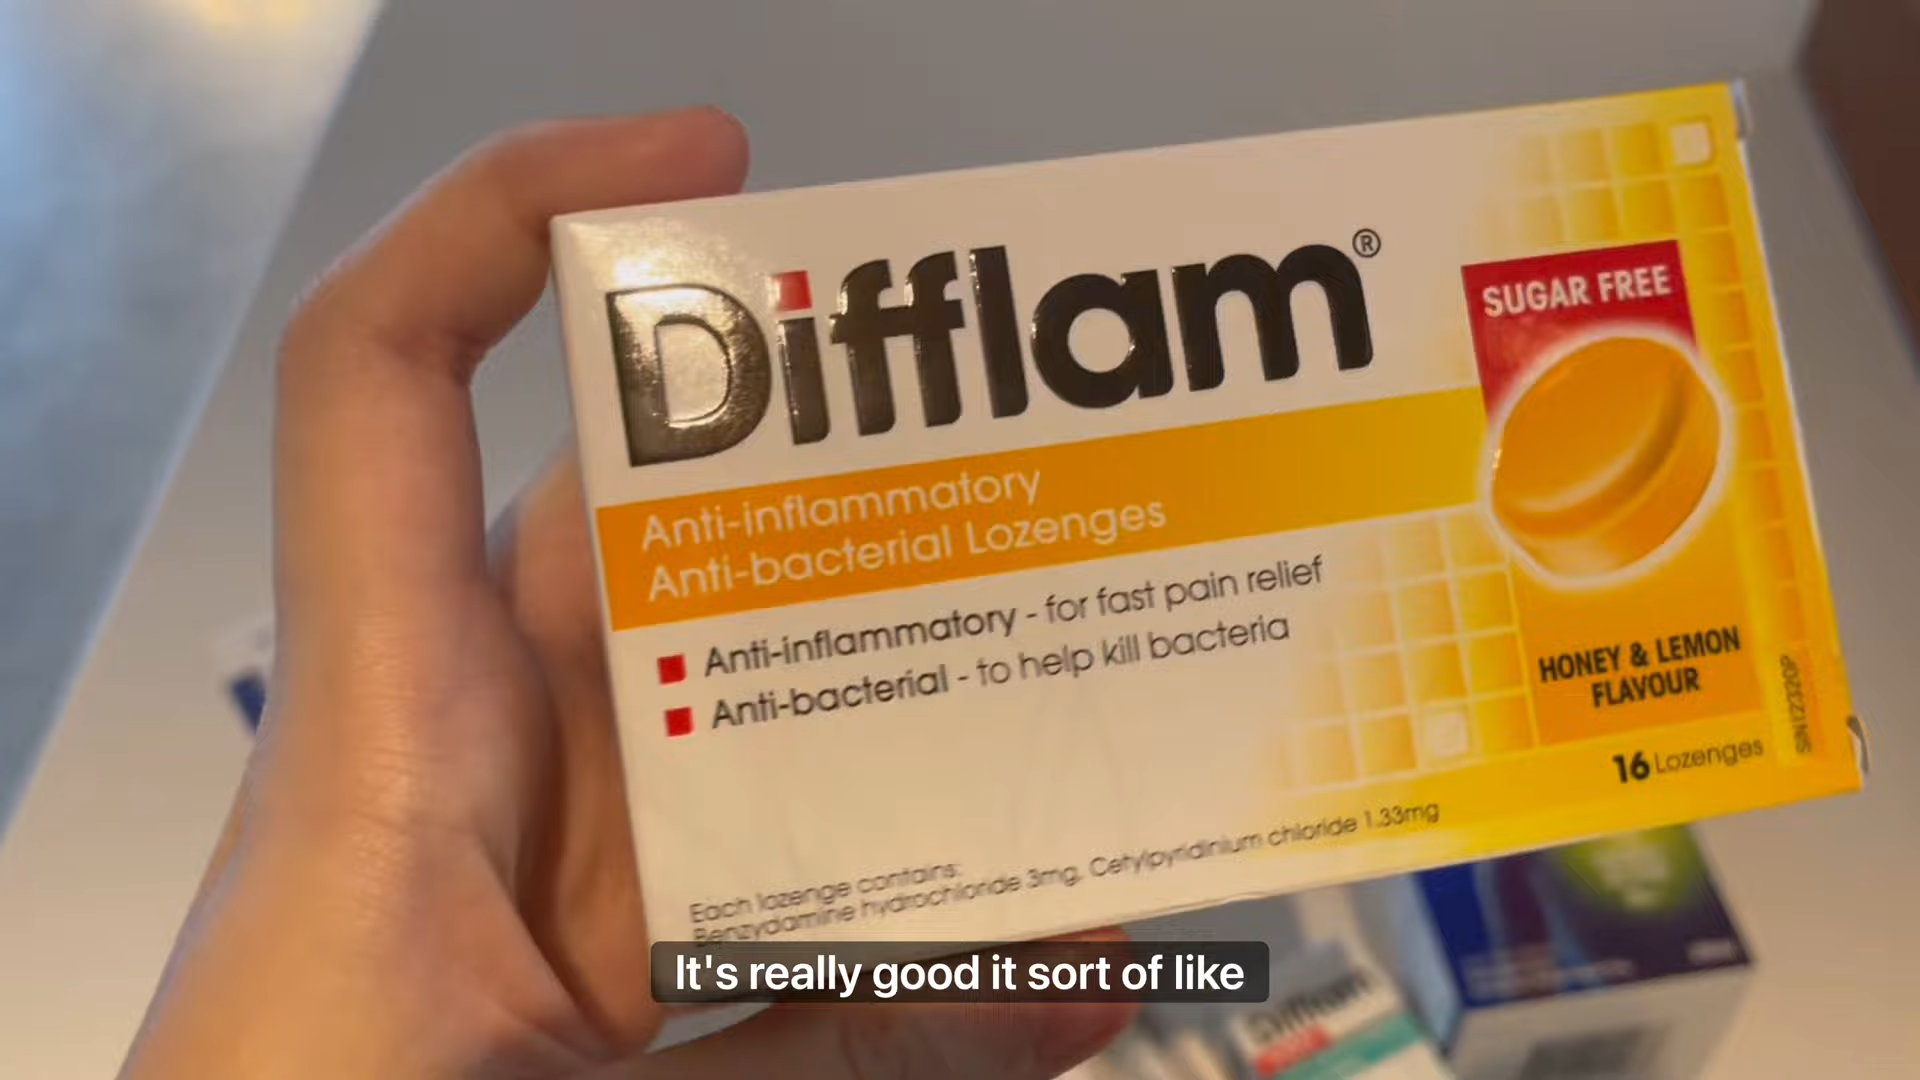 Difflam®
SUGAR FREE
Anti-inflammatory
Anti-bacterial Lozenges
Anti-inflammatory - for fast pain relief
Anti-bacterial - to help kill bacteria
HONEY & LEMON
FLAVOUR
16 Lozenges
SIN12320P
Each lozenge contains:
Benzydamine hydrochloride 3mg, Cetylpyridinium chloride 1.33mg
It's really good it sort of like
Difflam